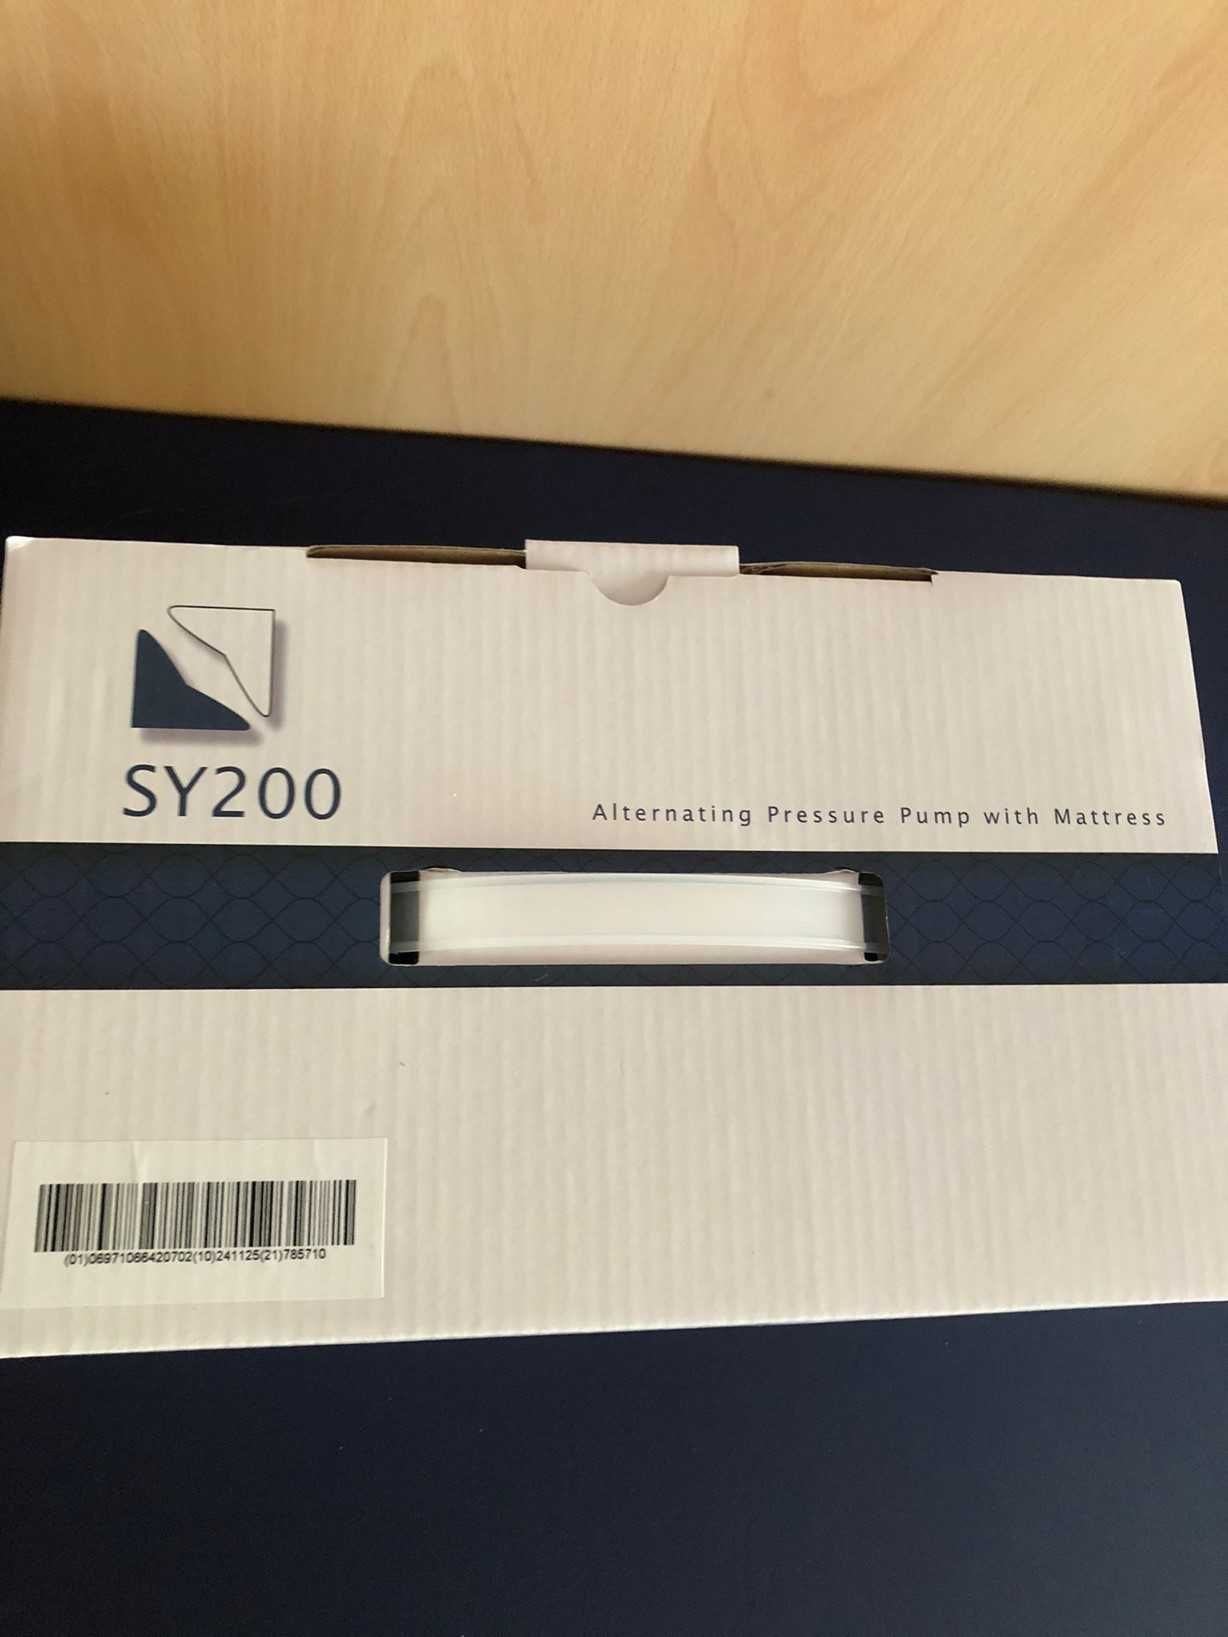 SY200
Alternating Pressure Pump with Mattress
(01)06971066420702(10)241125(21)785710